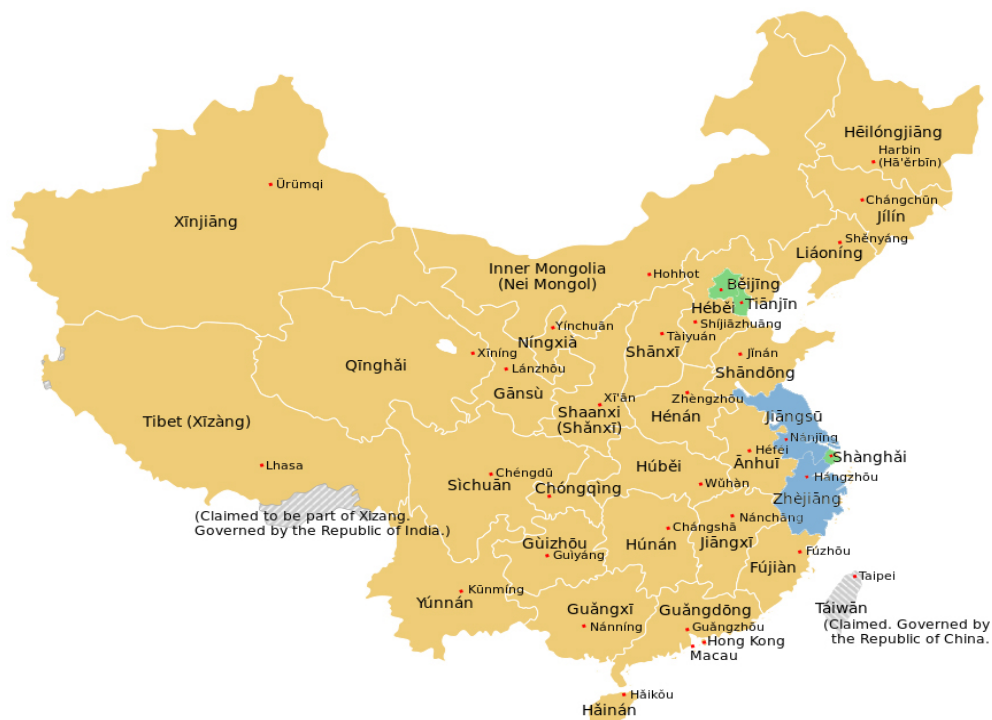 Hēilóngjiāng
Harbin
(Hā'ěrbīn)
Ürümqi
Chángchūn
Jílín
Xīnjiāng
Shěnyáng
Liáoníng
Inner Mongolia
(Nei Mongol)
Hohhot
Běijīng
Tiānjīn
Héběi
Shíjiāzhuāng
Yínchuān
Níngxià
Tàiyuán
Shānxī
Xīníng
Jǐnán
Qīnghǎi
Lánzhōu
Shāndōng
Gānsù
Xī'ān
Zhèngzhōu
Shaanxi
(Shǎnxī)
Hénán
Jiāngsū
Tibet (Xīzàng)
Nánjīng
Héféi
Ānhuī
Shànghǎi
Lhasa
Húběi
Chéngdū
Sìchuān
Chóngqìng
Wǔhàn
Hángzhōu
Zhèjiāng
(Claimed to be part of Xizang.
Governed by the Republic of India.)
Nánchāng
Chángshā
Jiāngxī
Húnán
Gùizhōu
Guìyáng
Fúzhōu
Fújiàn
Taipei
Kūnmíng
Yúnnán
Guǎngxī
Guǎngdōng
Táiwān
(Claimed. Governed by
the Republic of China.
Nánníng
Guǎngzhōu
Hong Kong
Macau
Hǎikǒu
Hǎinán